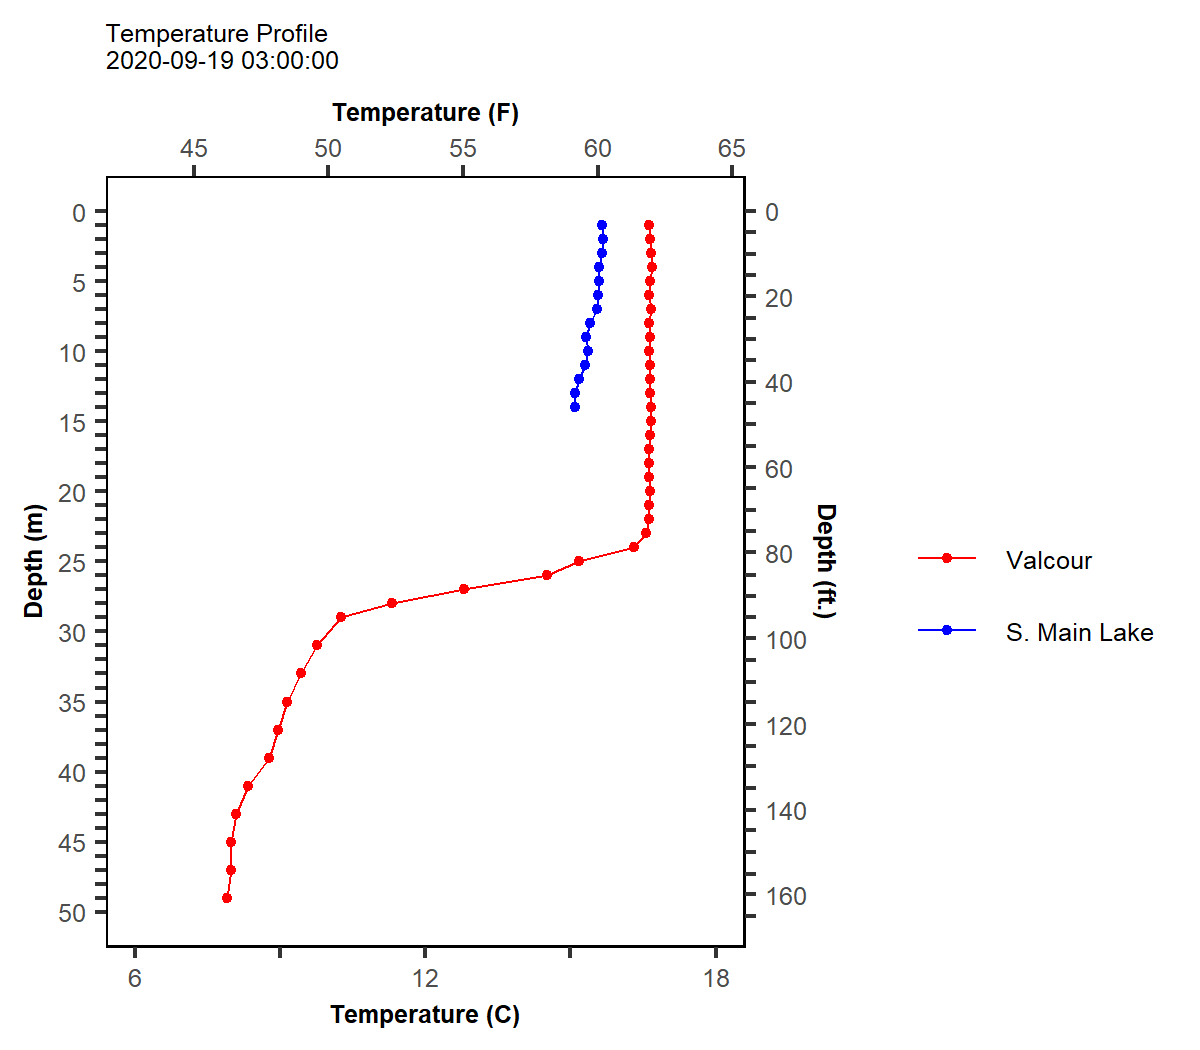 Temperature Profile
2020-09-19 03:00:00
Temperature (F)
45 50 55 60 65
0 0
5
20
10
40
15
60
20
Depth (m)
Depth (ft.)
25 80
Valcour
30 100
S. Main Lake
35
120
40
140
45
160
50
6 12 18
Temperature (C)